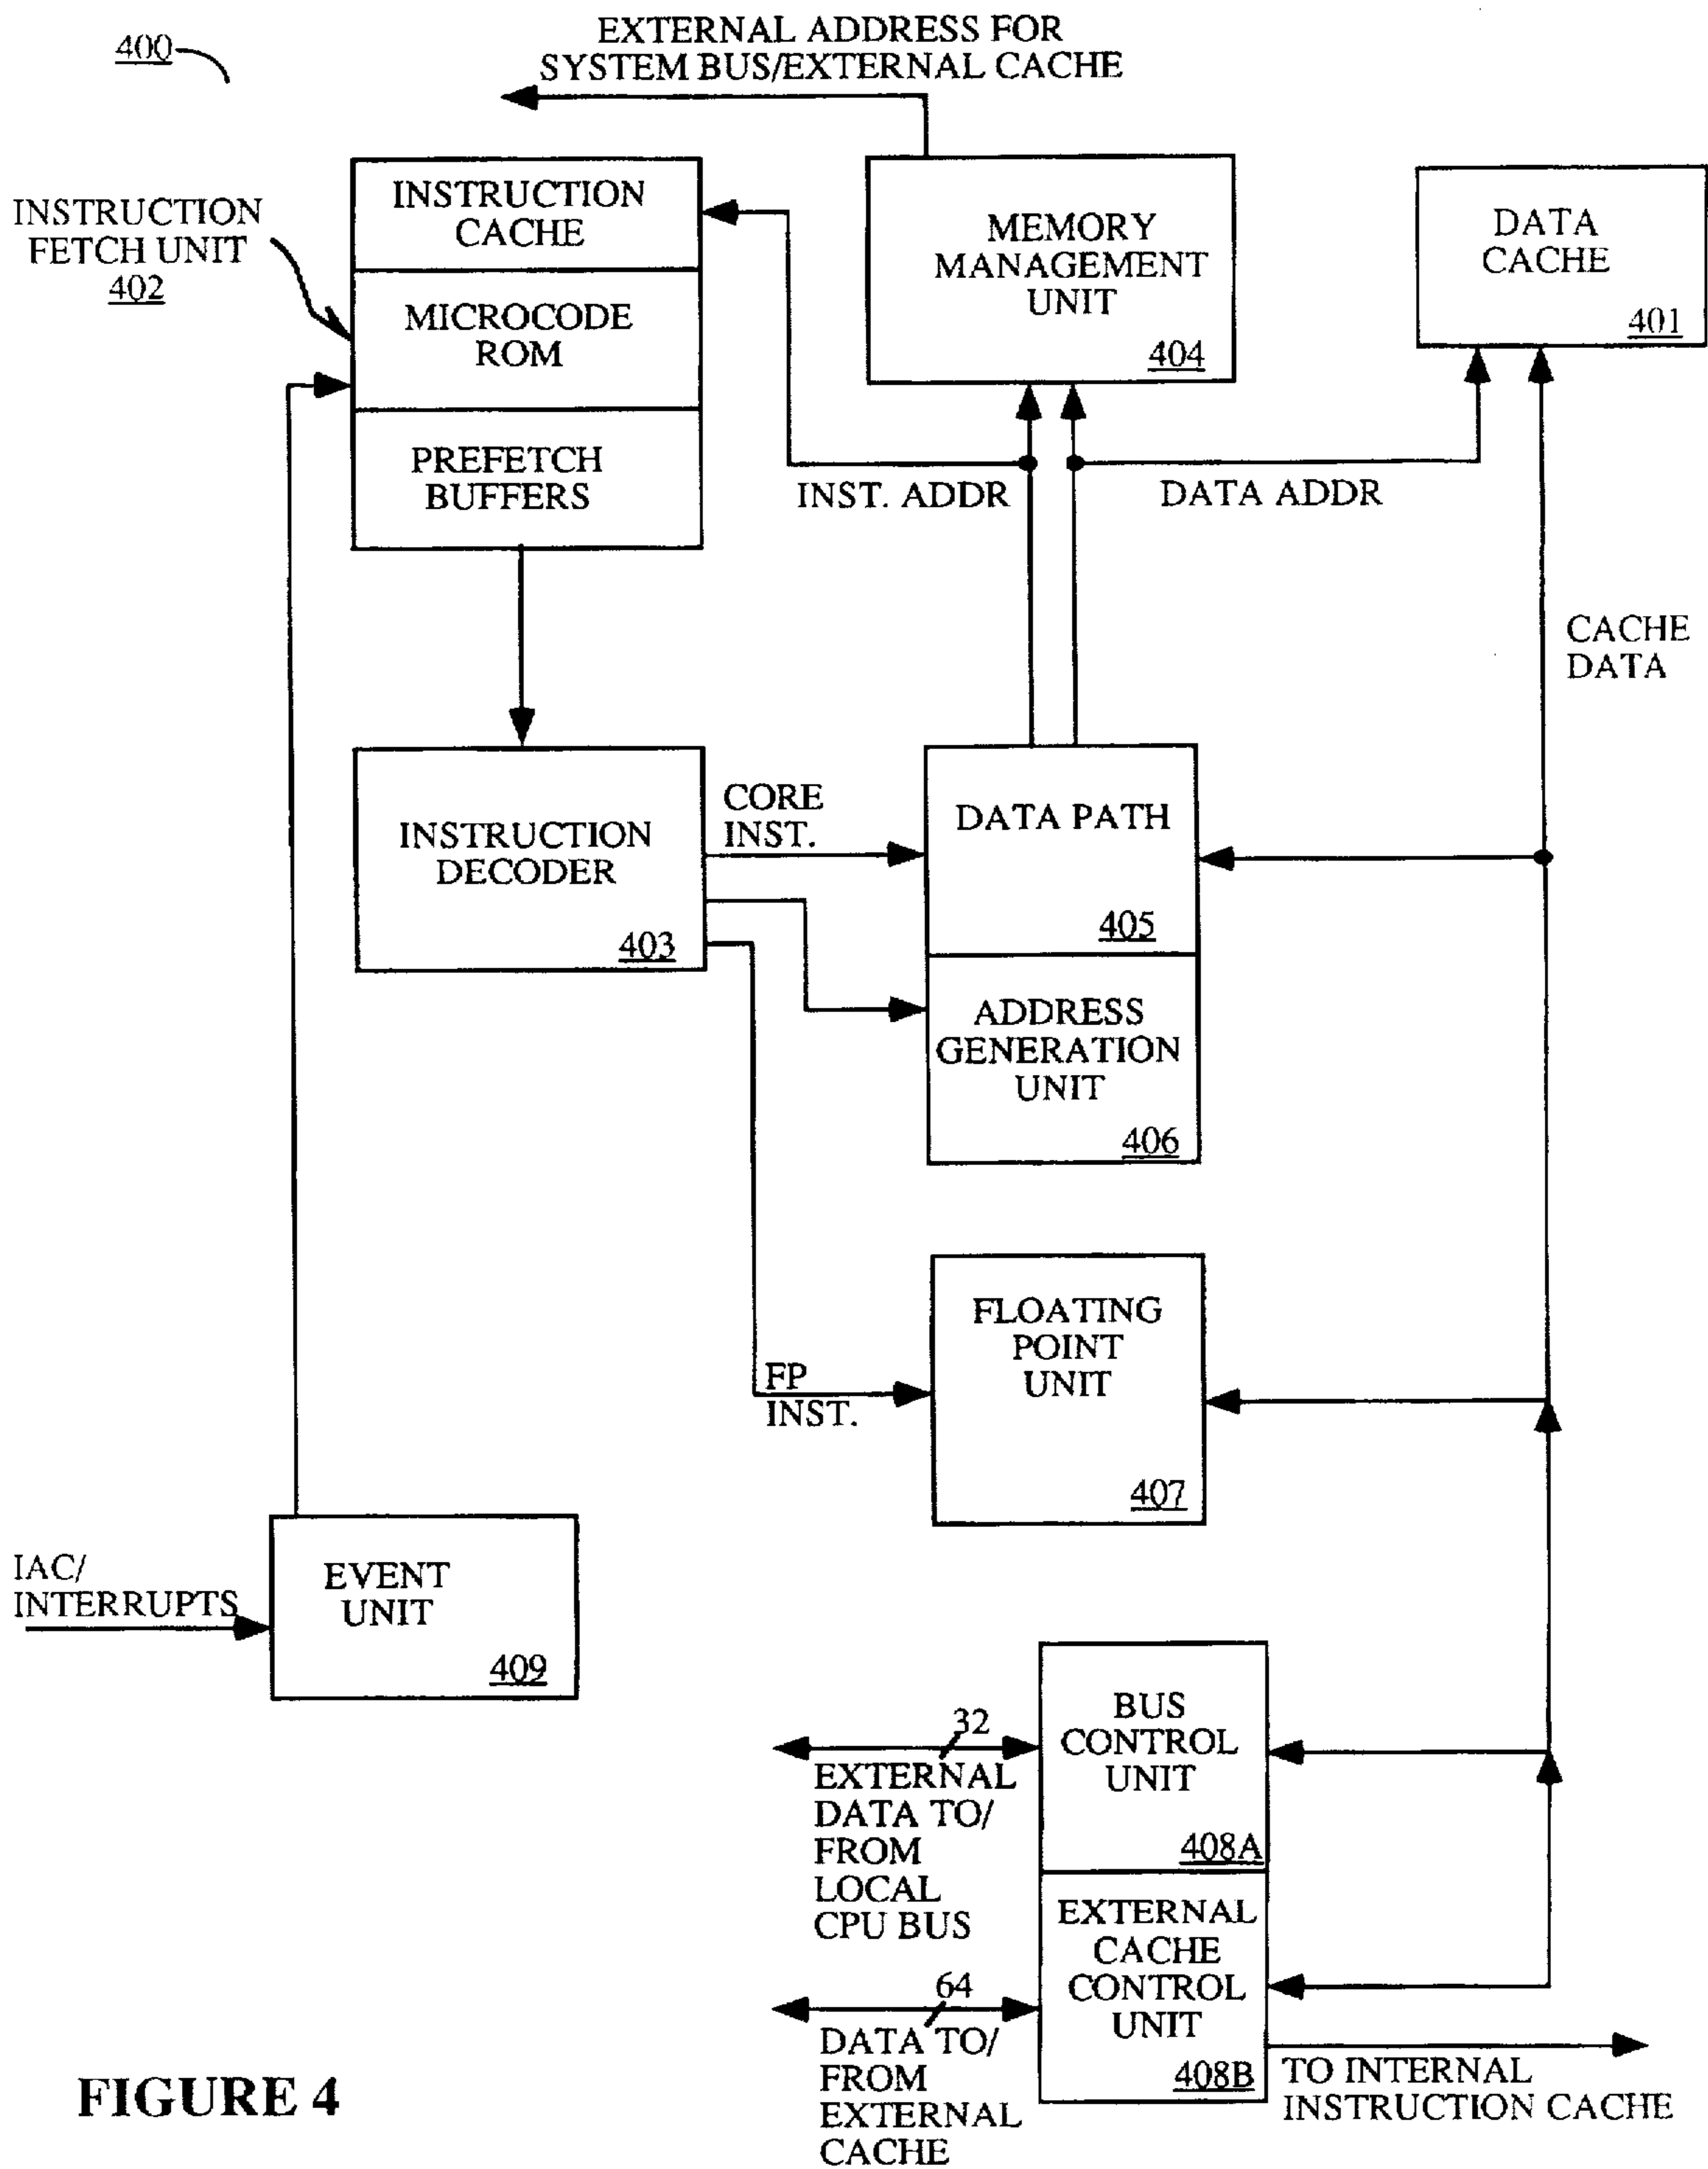 400
EXTERNAL ADDRESS FOR
SYSTEM BUS/EXTERNAL CACHE
INSTRUCTION
FETCH UNIT
402
INSTRUCTION
CACHE
MICROCODE
ROM
PREFETCH
BUFFERS
MEMORY
MANAGEMENT
UNIT
404
DATA
CACHE
401
INST. ADDR
DATA ADDR
CACHE
DATA
INSTRUCTION
DECODER
403
CORE
INST.
DATA PATH
405
ADDRESS
GENERATION
UNIT
406
FP
INST.
FLOATING
POINT
UNIT
407
IAC/
INTERRUPTS
EVENT
UNIT
409
32
EXTERNAL
DATA TO/
FROM
LOCAL
CPU BUS
BUS
CONTROL
UNIT
408A
64
DATA TO/
FROM
EXTERNAL
CACHE
EXTERNAL
CACHE
CONTROL
UNIT
408B
TO INTERNAL
INSTRUCTION CACHE
FIGURE 4